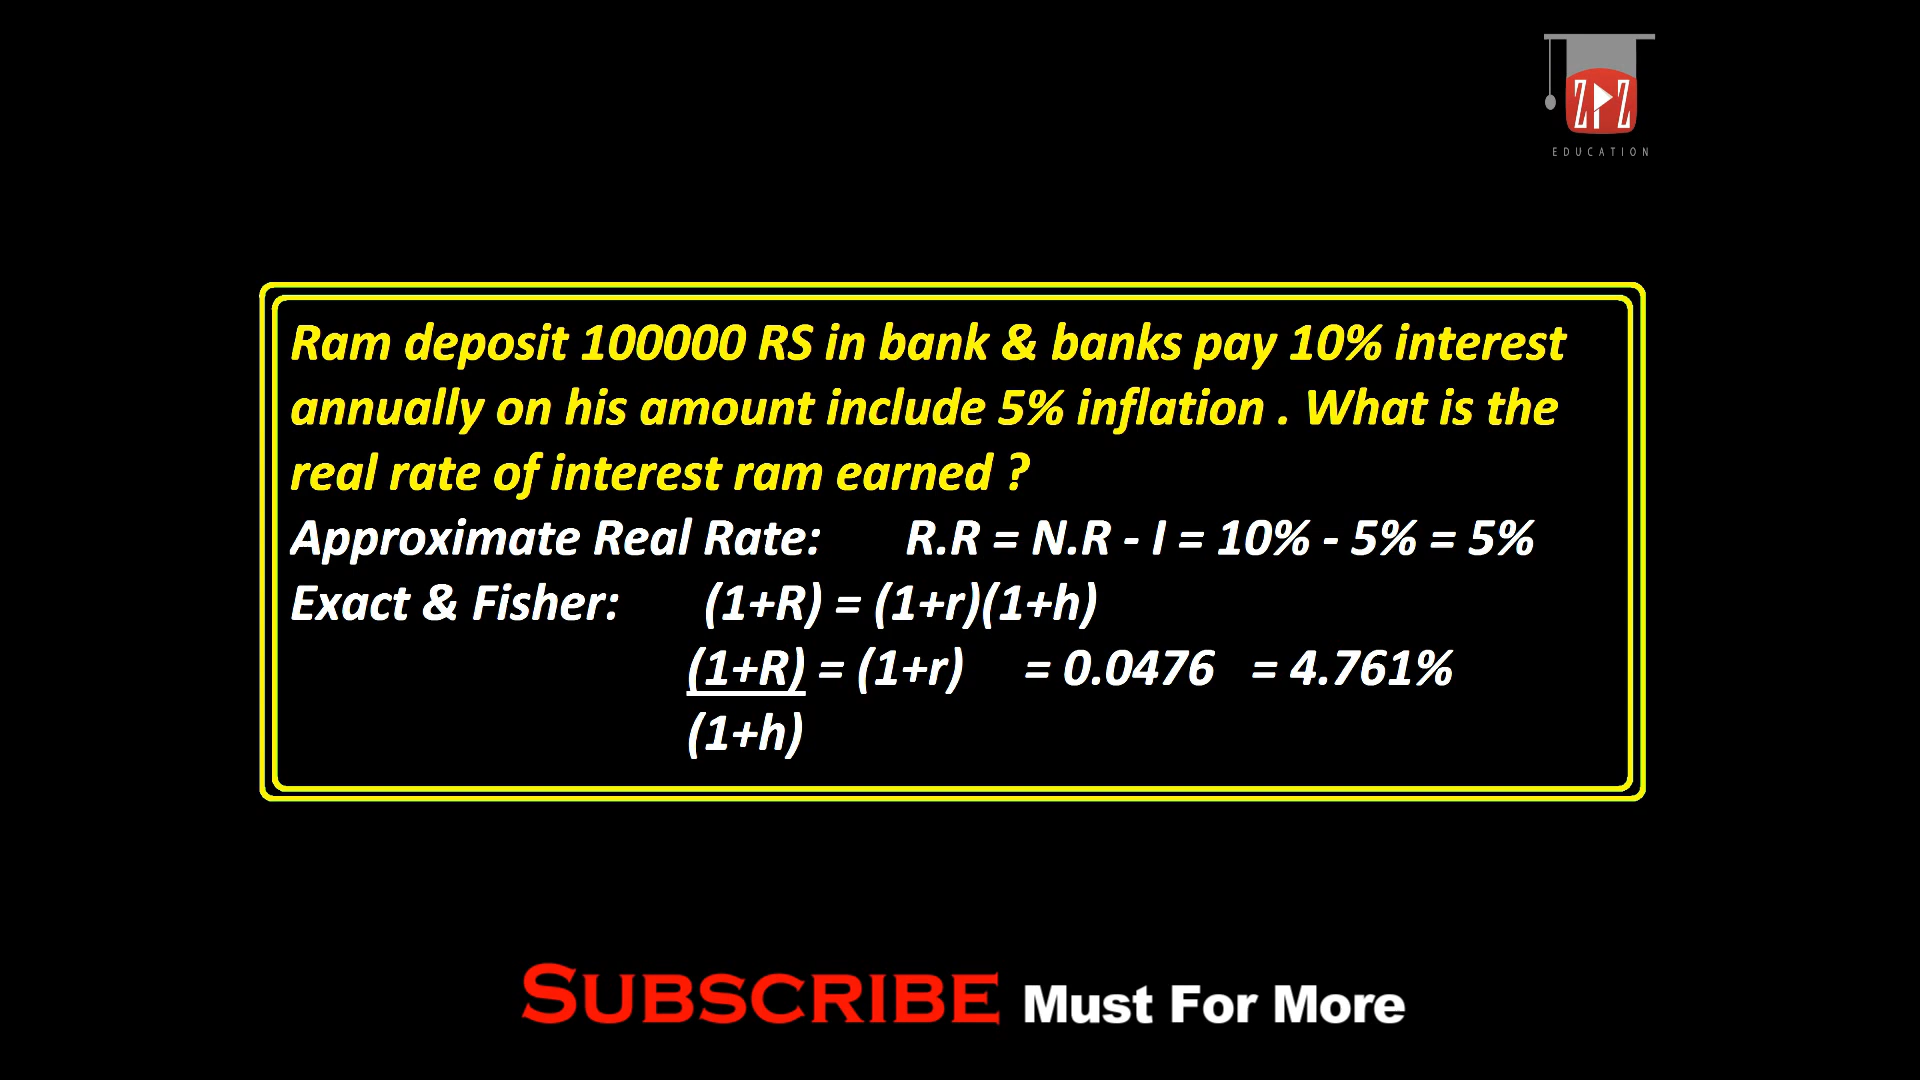 ZPZ
EDUCATION
Ram deposit 100000 RS in bank & banks pay 10% interest
annually on his amount include 5% inflation . What is the
real rate of interest ram earned ?
Approximate Real Rate: R.R = N.R - I = 10% - 5% = 5%
Exact & Fisher: (1+R) = (1+r)(1+h)
(1+R) = (1+r) = 0.0476 = 4.761%
(1+h)
SUBSCRIBE Must For More